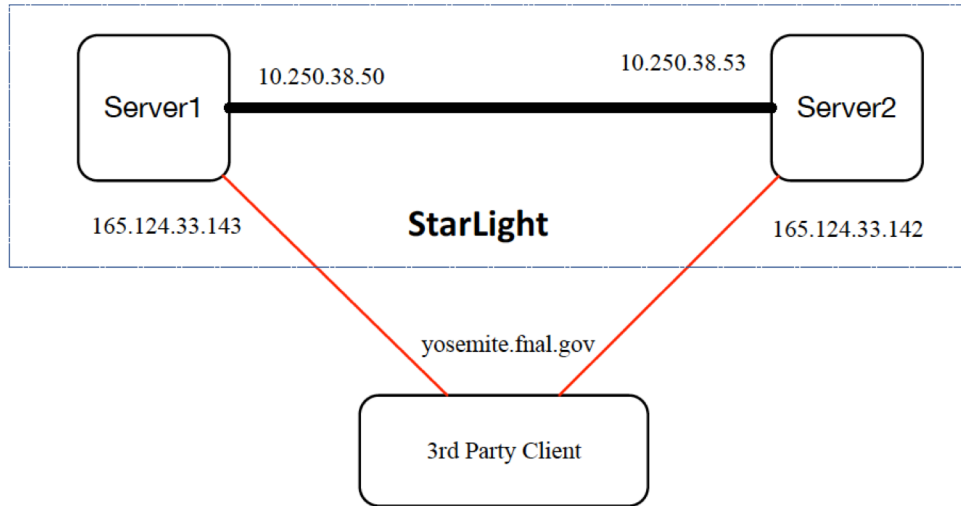 10.250.38.50
10.250.38.53
Server1
Server2
165.124.33.143
StarLight
165.124.33.142
yosemite.fnal.gov
3rd Party Client